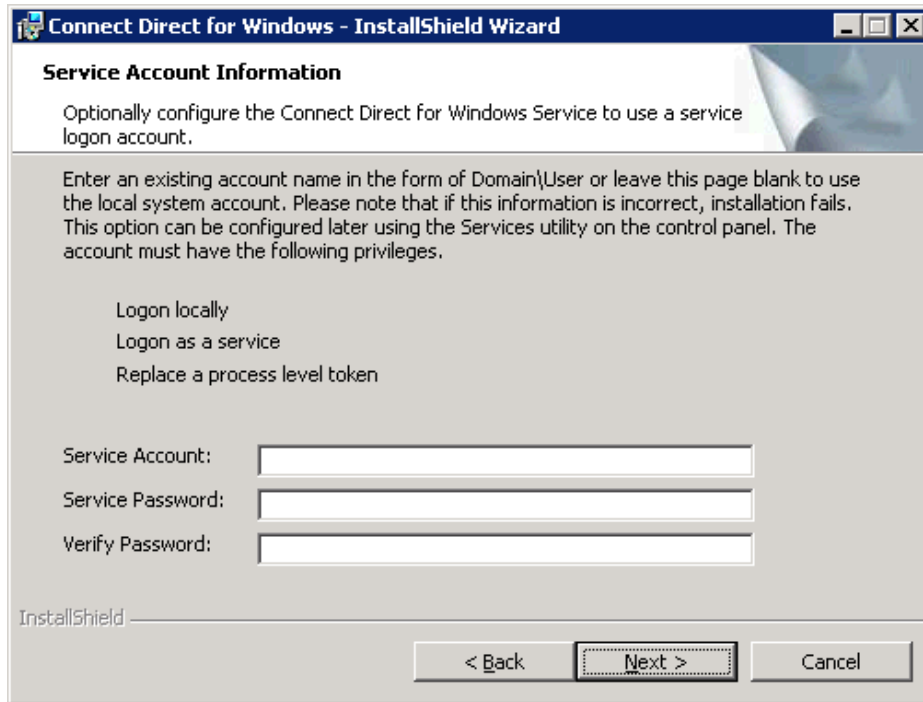 Connect Direct for Windows - InstallShield Wizard
Service Account Information
Optionally configure the Connect Direct for Windows Service to use a service
logon account.
Enter an existing account name in the form of Domain\User or leave this page blank to use
the local system account. Please note that if this information is incorrect, installation fails.
This option can be configured later using the Services utility on the control panel. The
account must have the following privileges.
Logon locally
Logon as a service
Replace a process level token
Service Account:
Service Password:
Verify Password:
InstallShield
< Back
Next >
Cancel